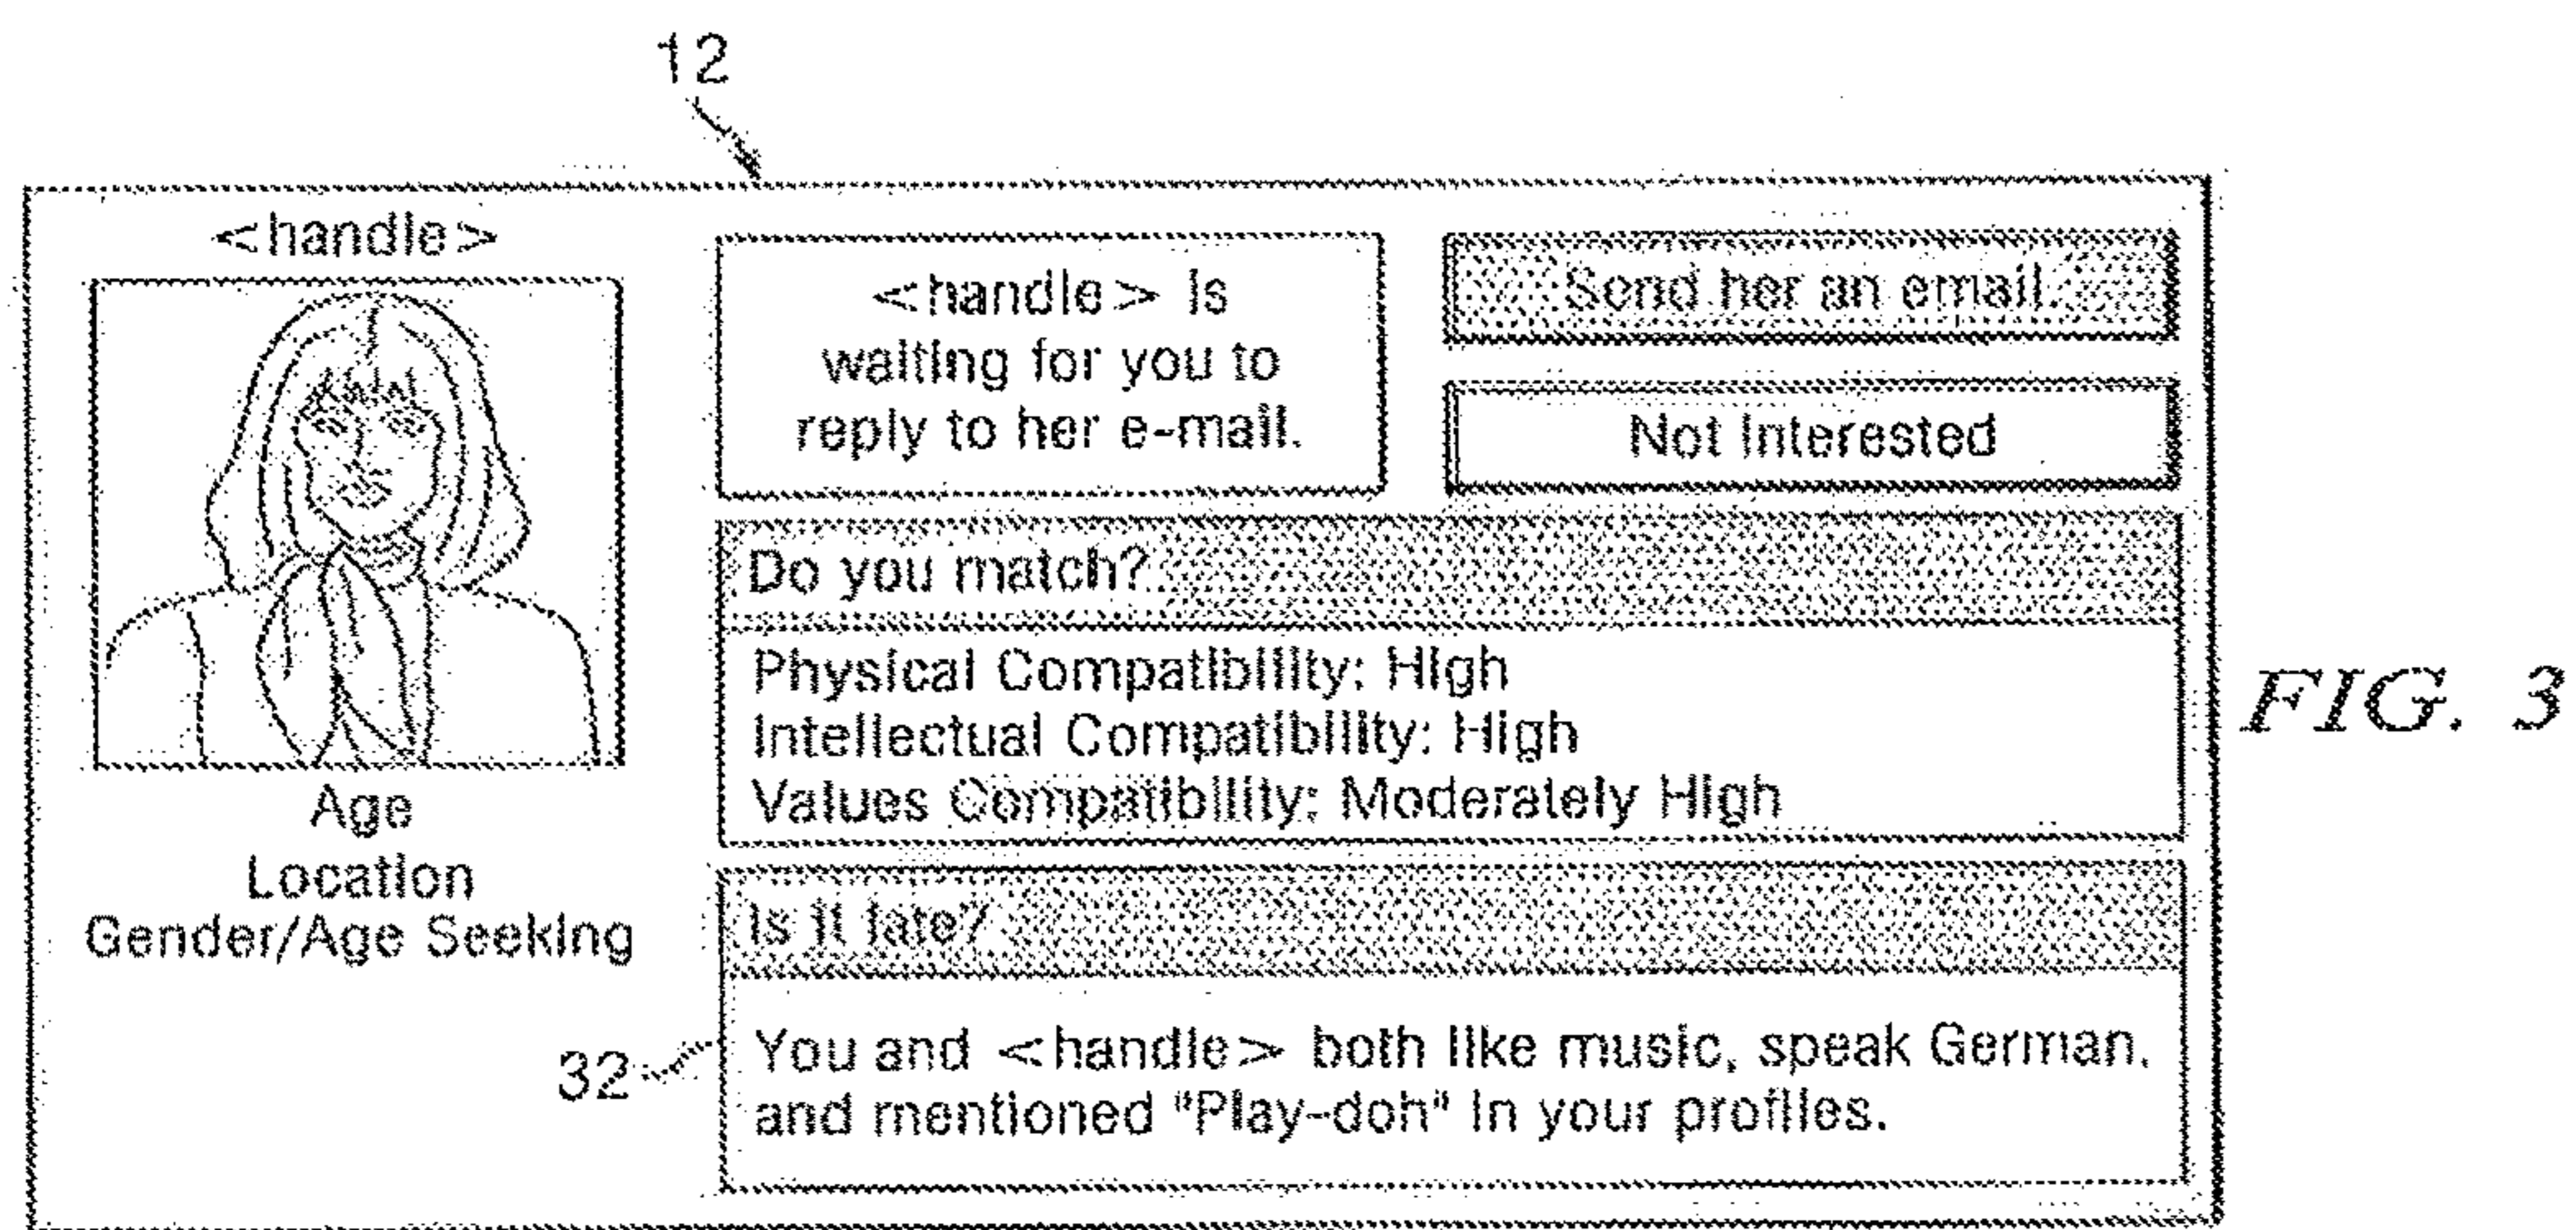 12
<handle>
<handle> is
waiting for you to
reply to her e-mail.
Send her an email.
Not Interested
Do you match?
Physical Compatibility: High
Intellectual Compatibility: High
Values Compatibility: Moderately High
Age
Location
Gender/Age Seeking
Is it fate?
32
You and <handle> both like music, speak German,
and mentioned "Play-doh" in your profiles.
FIG. 3